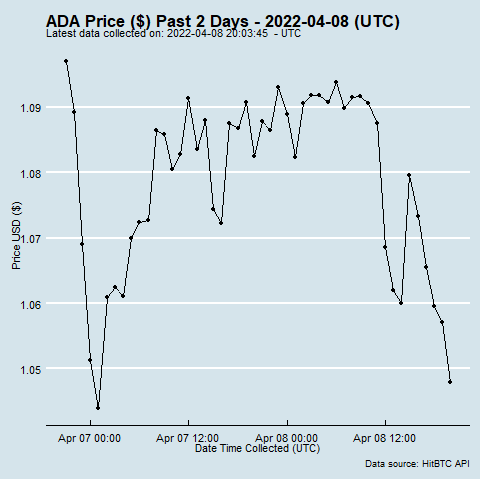 ADA Price ($) Past 2 Days - 2022-04-08 (UTC)
Latest data collected on: 2022-04-08 20:03:45 - UTC
1.09
1.08
1.07
1.06
1.05
Price USD ($)
Apr 07 00:00 Apr 07 12:00 Apr 08 00:00 Apr 08 12:00
Date Time Collected (UTC)
Data source: HitBTC API